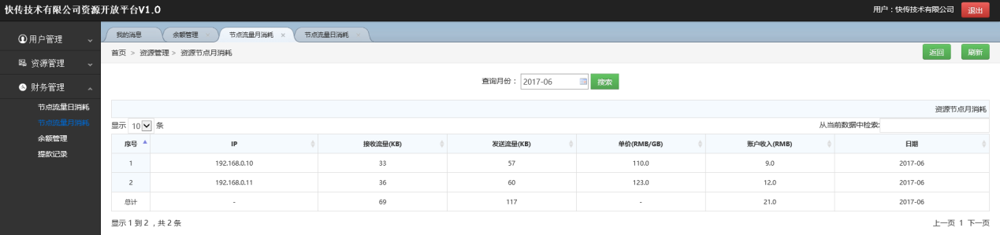 快传技术有限公司资源开放平台V1.0
用户：快传技术有限公司 退出
用户管理
资源管理
财务管理
节点流量日消耗
节点流量月消耗
余额管理
提款记录
我的消息 余额管理 × 节点流量月消耗 × 节点流量日消耗 ×
首页 > 资源管理 > 资源节点月消耗
返回 刷新
查询月份： 2017-06 搜索
资源节点月消耗
显示 10 条
从当前数据中检索:
序号 IP 接收流量(KB) 发送流量(KB) 单价(RMB/GB) 账户收入(RMB) 日期
1 192.168.0.10 33 57 110.0 9.0 2017-06
2 192.168.0.11 36 60 123.0 12.0 2017-06
总计 - 69 117 - 21.0 2017-06
显示 1 到 2 ，共 2 条
上一页 1 下一页